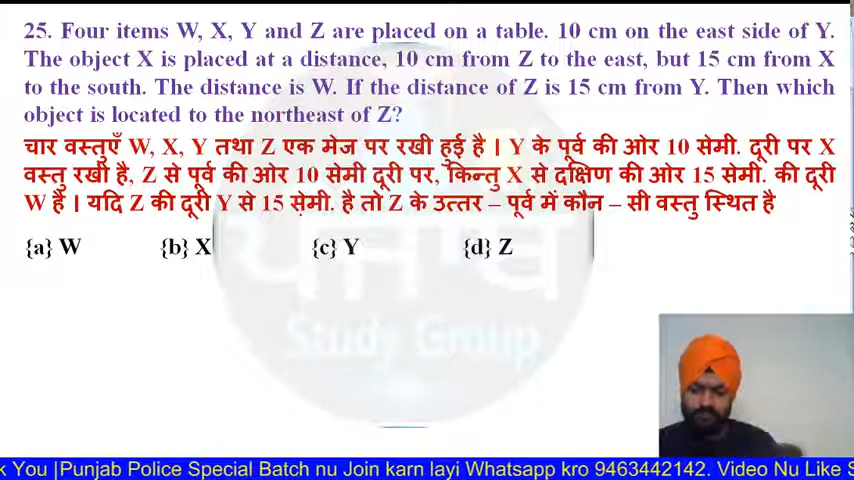 25. Four items W, X, Y and Z are placed on a table. 10 cm on the east side of Y.
The object X is placed at a distance, 10 cm from Z to the east, but 15 cm from X
to the south. The distance is W. If the distance of Z is 15 cm from Y. Then which
object is located to the northeast of Z?
चार वस्तुएँ W, X, Y तथा Z एक मेज पर रखी हुई है । Y के पूर्व की ओर 10 सेमी. दूरी पर X
वस्तु रखी है, Z से पूर्व की ओर 10 सेमी दूरी पर, किन्तु X से दक्षिण की ओर 15 सेमी. की दूरी
W हैं । यदि Z की दूरी Y से 15 सेमी. है तो Z के उत्तर – पूर्व में कौन – सी वस्तु स्थित है
{a} W {b} X {c} Y {d} Z
ਪੰਜਾਬ
Study Group
k You |Punjab Police Special Batch nu Join karn layi Whatsapp kro 9463442142. Video Nu Like S